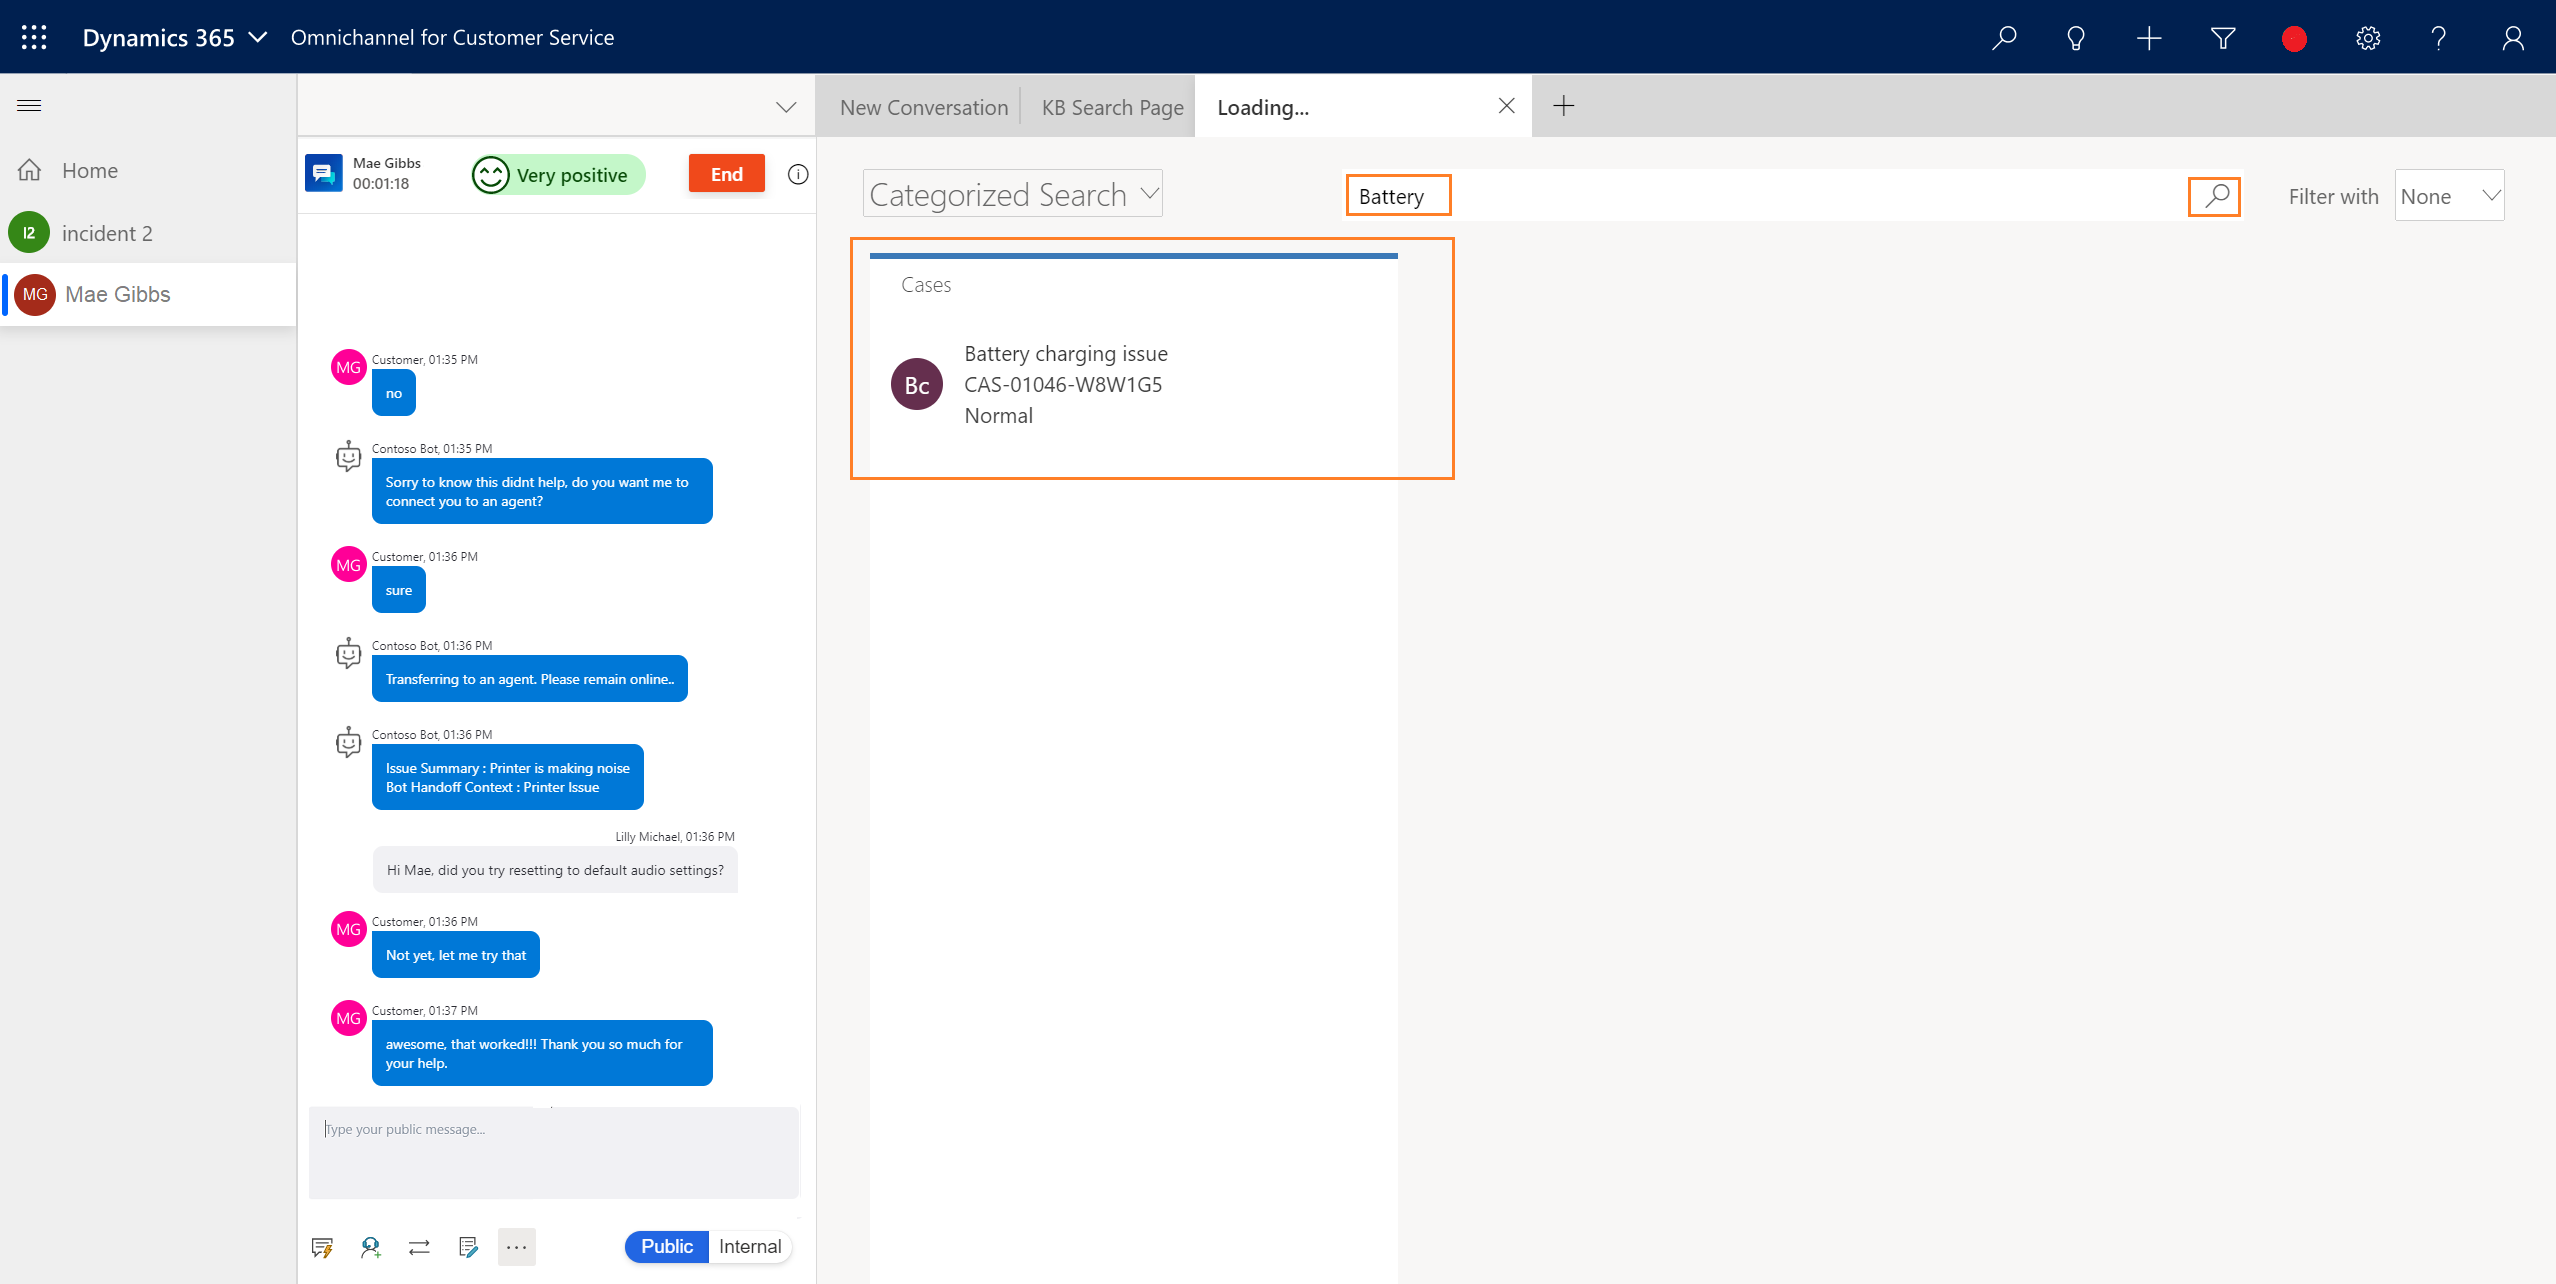 Dynamics 365
Omnichannel for Customer Service
Home
I2
incident 2
MG
Mae Gibbs
Mae Gibbs
00:01:18
Very positive
End
MG
Customer, 01:35 PM
no
Contoso Bot, 01:35 PM
Sorry to know this didnt help, do you want me to
connect you to an agent?
MG
Customer, 01:36 PM
sure
Contoso Bot, 01:36 PM
Transferring to an agent. Please remain online..
Contoso Bot, 01:36 PM
Issue Summary : Printer is making noise
Bot Handoff Context : Printer Issue
Lilly Michael, 01:36 PM
Hi Mae, did you try resetting to default audio settings?
MG
Customer, 01:36 PM
Not yet, let me try that
MG
Customer, 01:37 PM
awesome, that worked!!! Thank you so much for
your help.
Type your public message...
Public
Internal
New Conversation
KB Search Page
Loading...
Categorized Search
Battery
Filter with
None
Cases
Bc
Battery charging issue
CAS-01046-W8W1G5
Normal